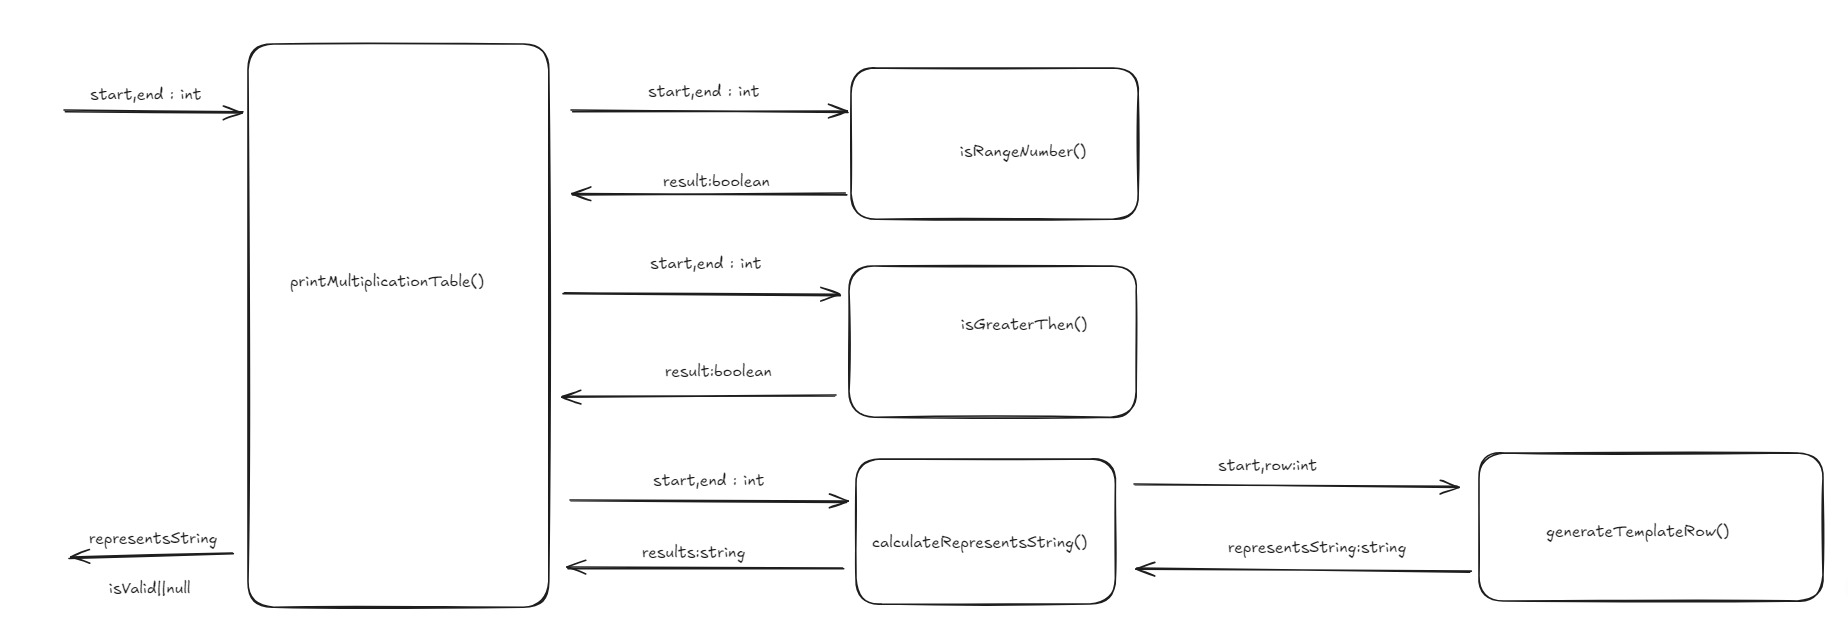 start,end : int
start,end : int
isRangeNumber()
result:boolean
printMultiplicationTable()
start,end : int
isGreaterThen()
result:boolean
start,end : int
start,row:int
calculateRepresentsString()
generateTemplateRow()
results:string
representsString:string
representsString
isValid||null